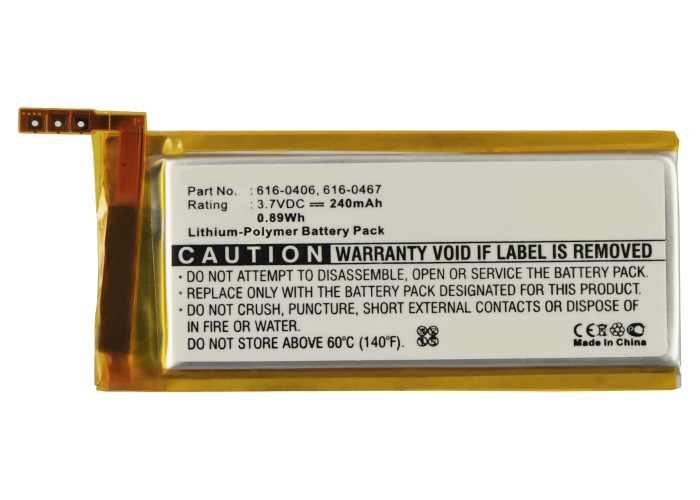 Part No. : 616-0406, 616-0467
Rating : 3.7VDC ⎓ 240mAh
0.89Wh
Lithium-Polymer Battery Pack
CAUTION WARRANTY VOID IF LABEL IS REMOVED
• DO NOT ATTEMPT TO DISASSEMBLE, OPEN OR SERVICE THE BATTERY PACK.
• REPLACE ONLY WITH THE BATTERY PACK DESIGNATED FOR THIS PRODUCT.
• DO NOT CRUSH, PUNCTURE, SHORT EXTERNAL CONTACTS OR DISPOSE OF
IN FIRE OR WATER.
DO NOT STORE ABOVE 60°C (140°F).
CE
Made In China